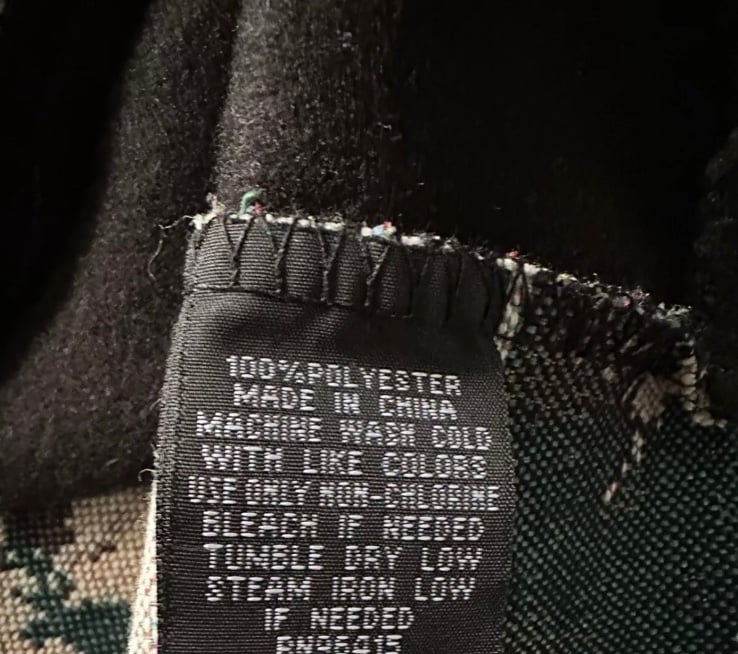 100%POLYESTER
MADE IN CHINA
MACHINE WASH COLD
WITH LIKE COLORS
USE ONLY NON-CHLORINE
BLEACH IF NEEDED
TUMBLE DRY LOW
STEAM IRON LOW
IF NEEDED